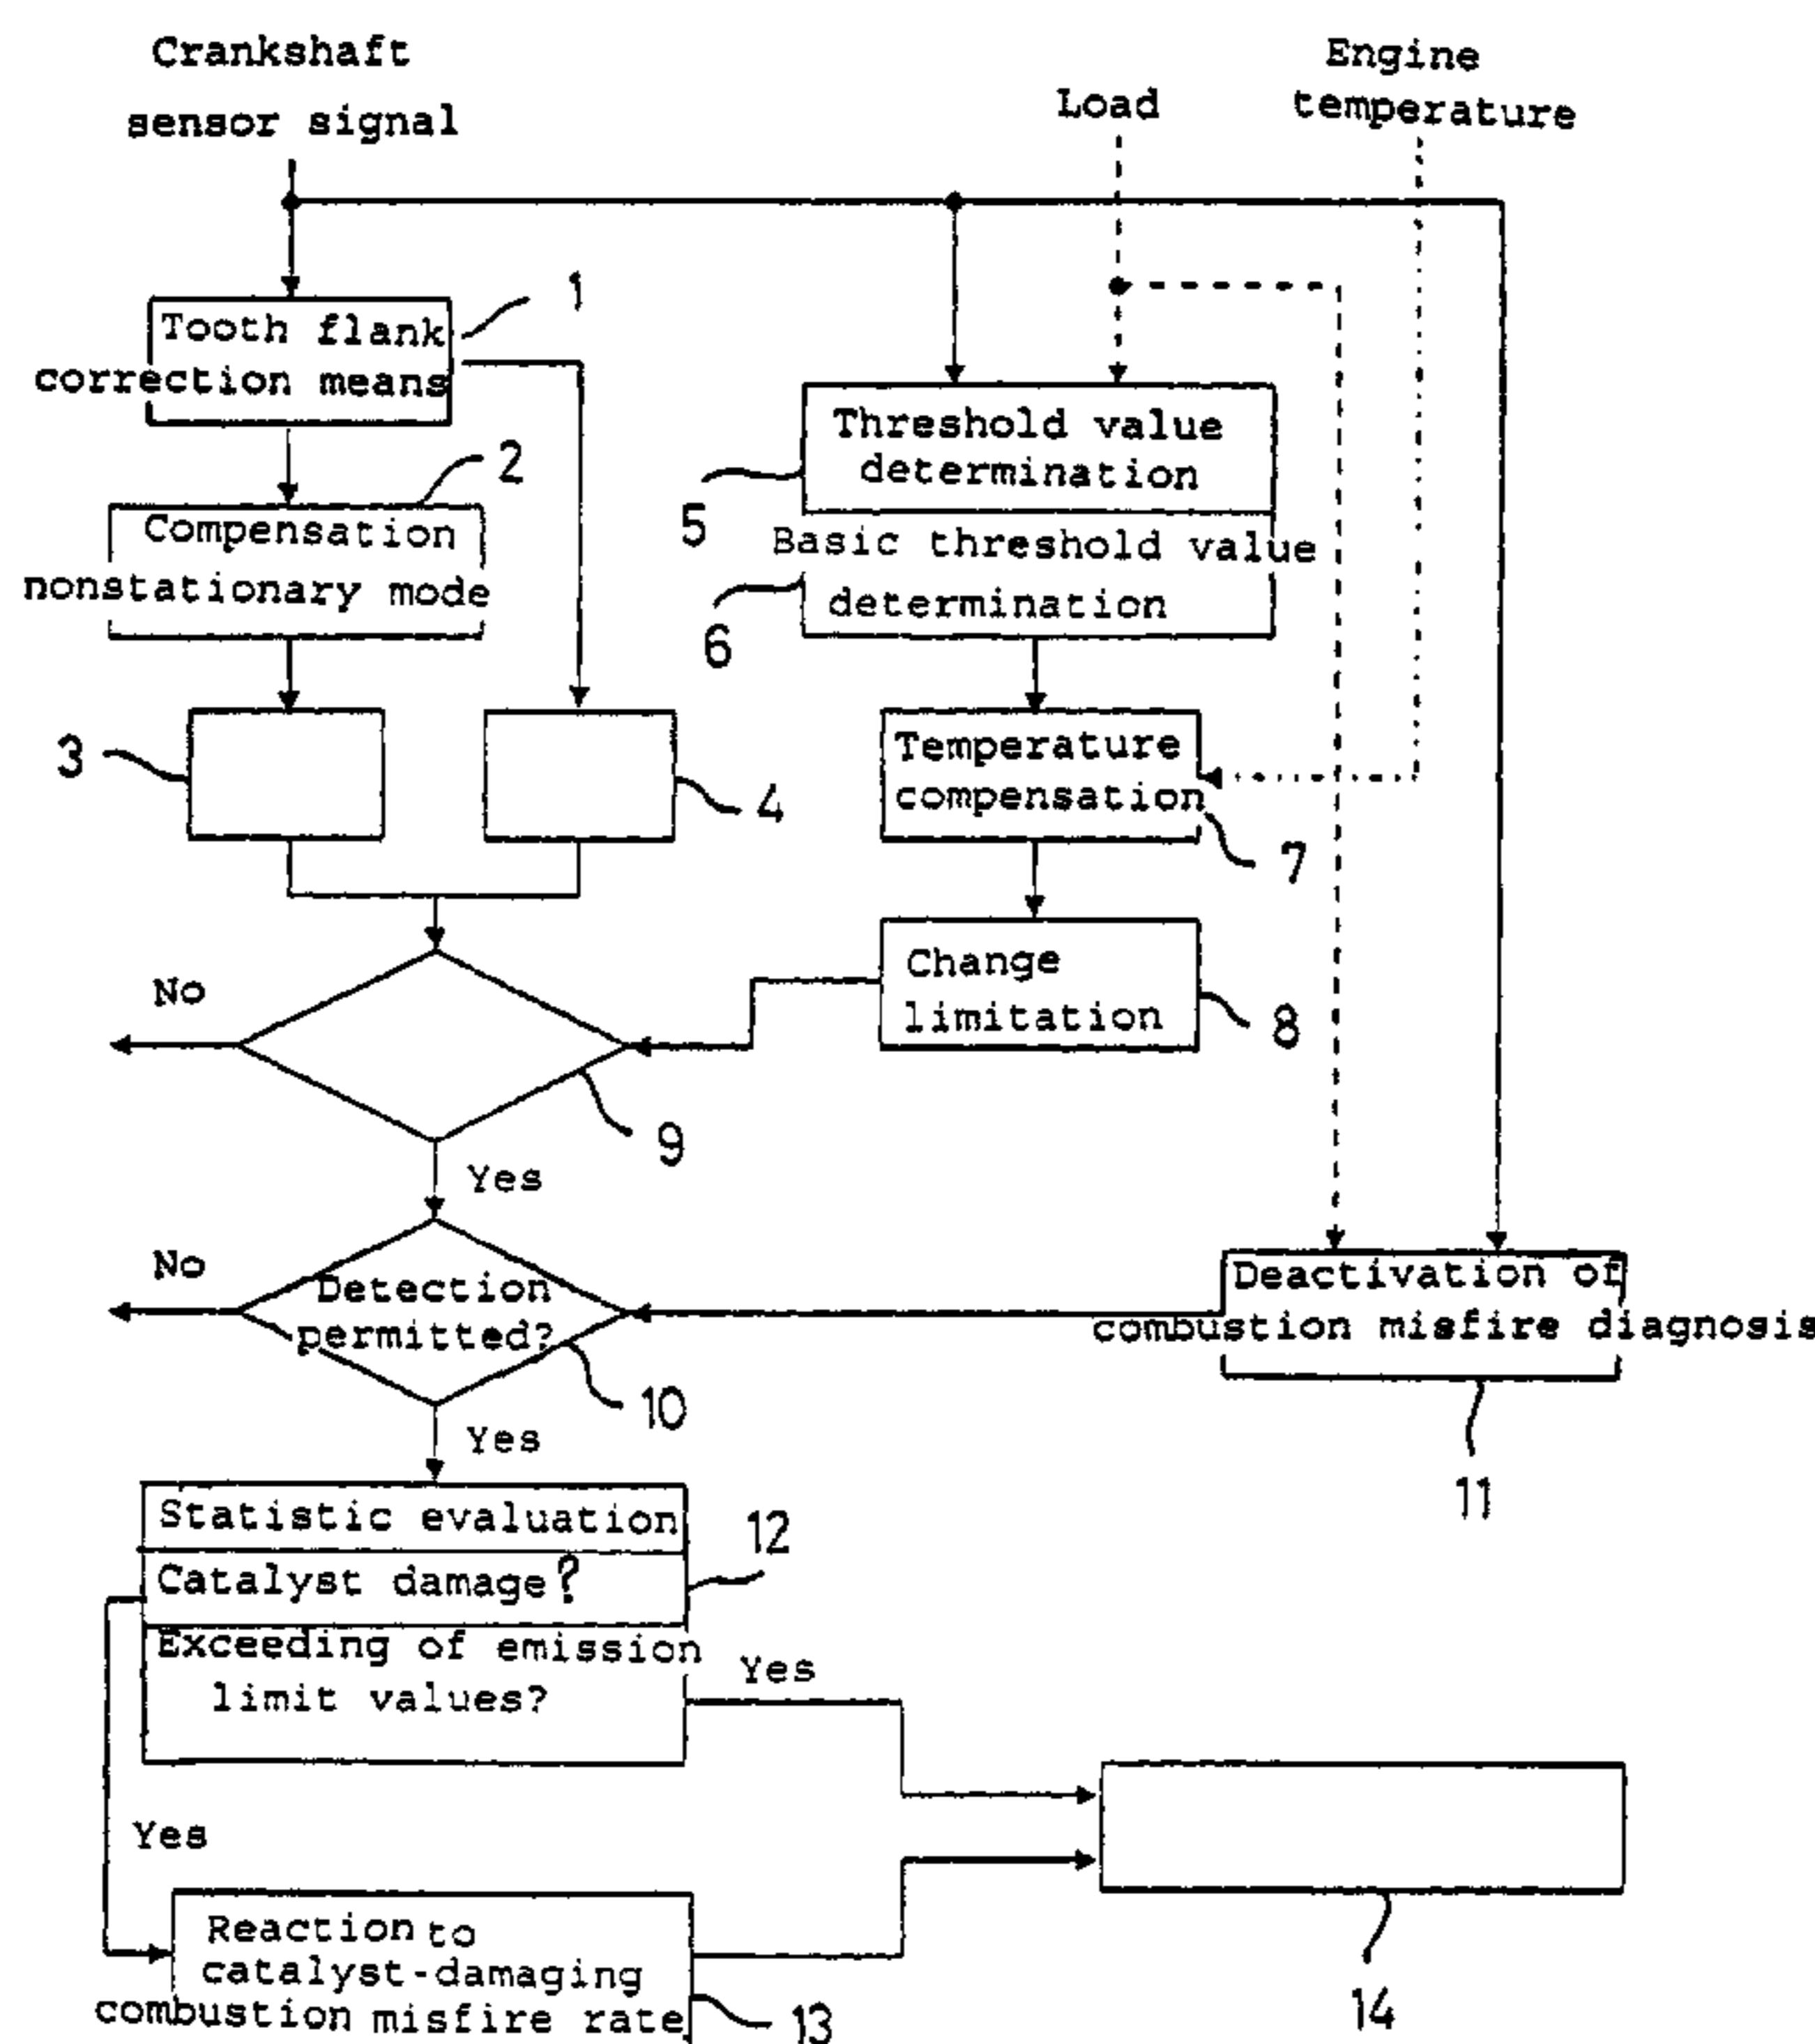 Crankshaft
sensor signal
Load
Engine
temperature
1
Tooth flank
correction means
2
Compensation
nonstationary mode
3
4
Threshold value
determination
5
Basic threshold value
determination
6
Temperature
compensation
7
Change
limitation
8
No
9
Yes
No
Detection
permitted?
10
Yes
Deactivation of
combustion misfire diagnosis
11
Statistic evaluation
12
Catalyst damage?
Exceeding of emission
limit values?
Yes
Yes
Reaction to
catalyst-damaging
combustion misfire rate
13
14